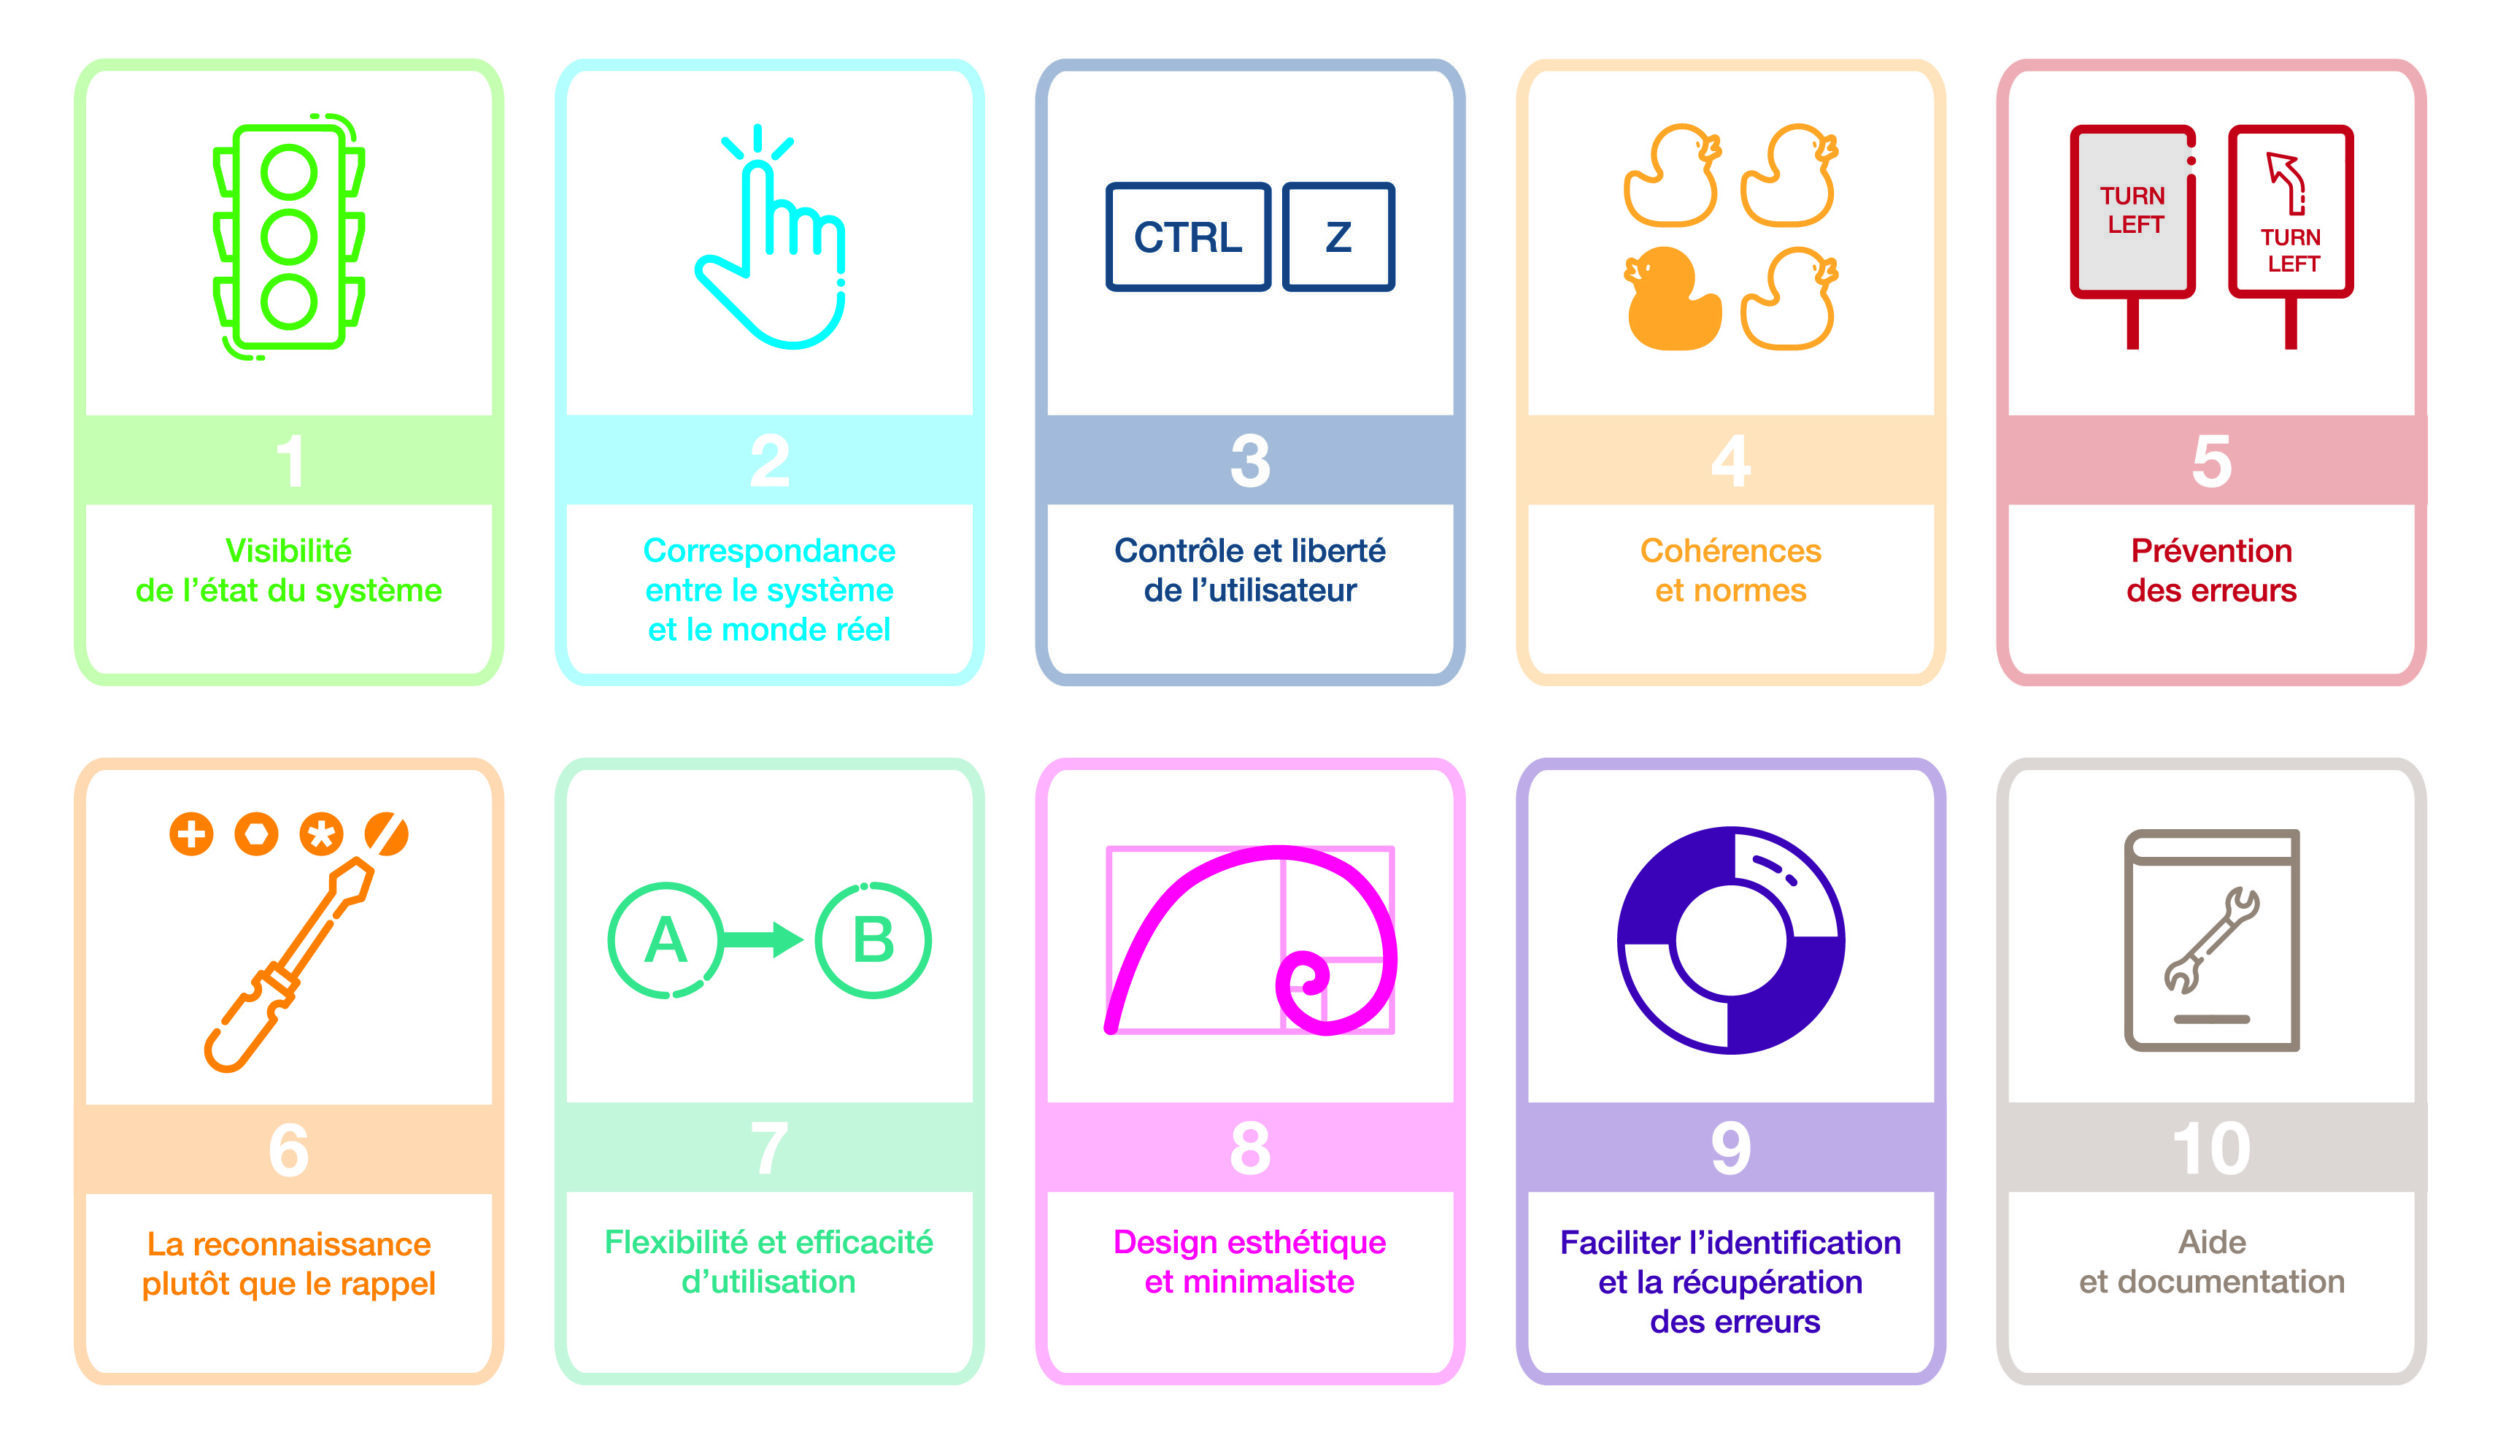 CTRL Z
TURN
LEFT
TURN
LEFT
1
Visibilité
de l’état du système
2
Correspondance
entre le système
et le monde réel
3
Contrôle et liberté
de l’utilisateur
4
Cohérences
et normes
5
Prévention
des erreurs
A B
6
La reconnaissance
plutôt que le rappel
7
Flexibilité et efficacité
d’utilisation
8
Design esthétique
et minimaliste
9
Faciliter l’identification
et la récupération
des erreurs
10
Aide
et documentation